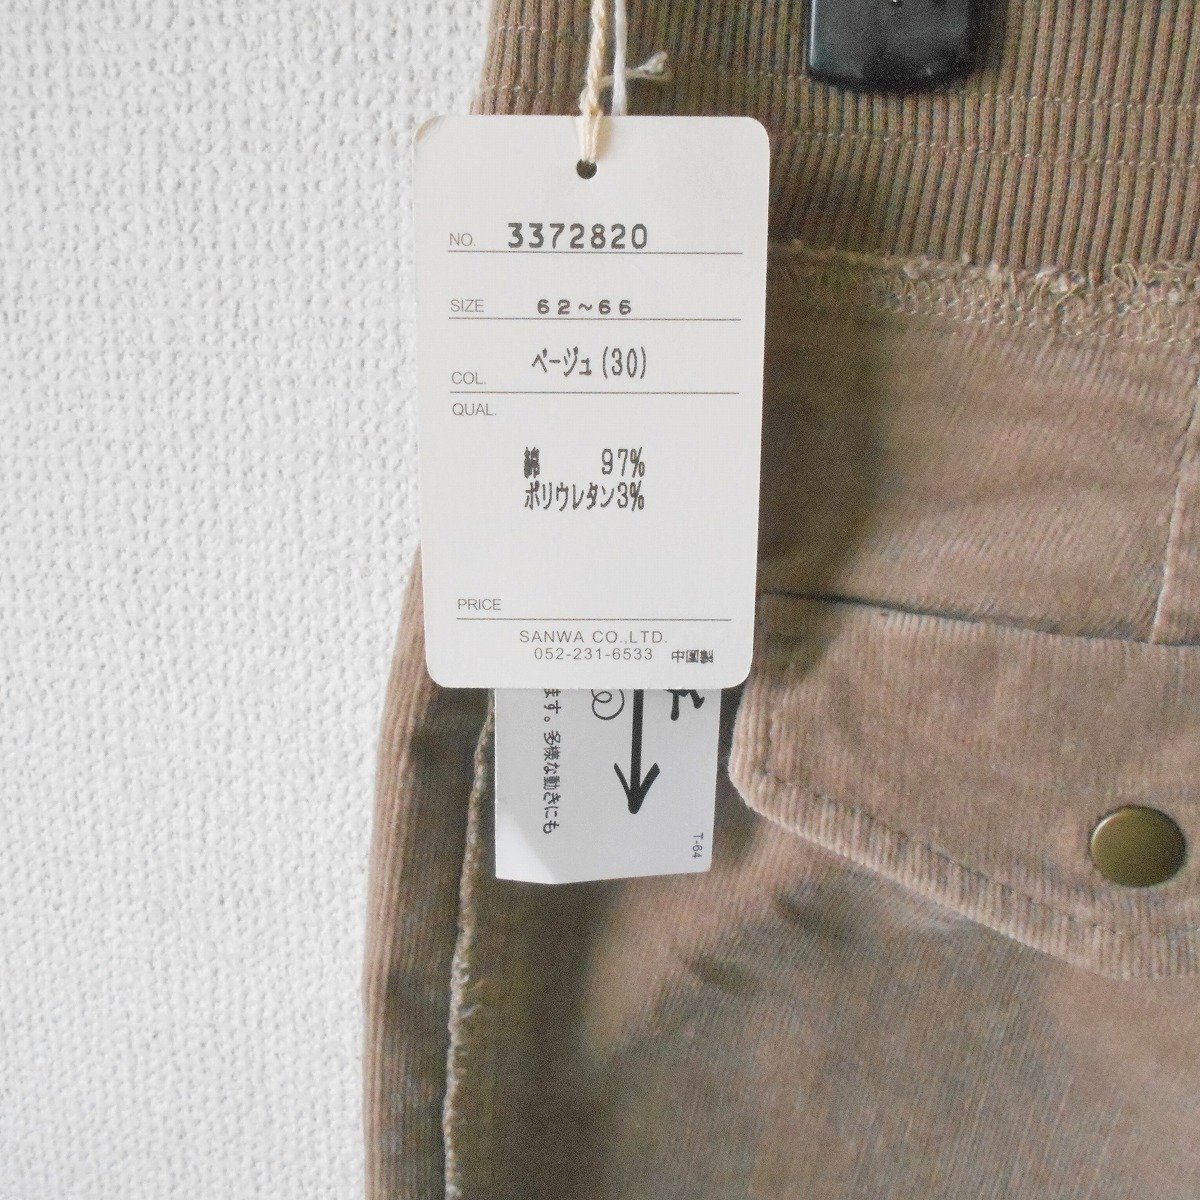 NO. 3372820
SIZE 62~66
COL. ベージュ(30)
QUAL.
綿 97%
ポリウレタン3%
PRICE
SANWA CO.,LTD.
052-231-6533 中国
ます。多様な動きにも
T-64